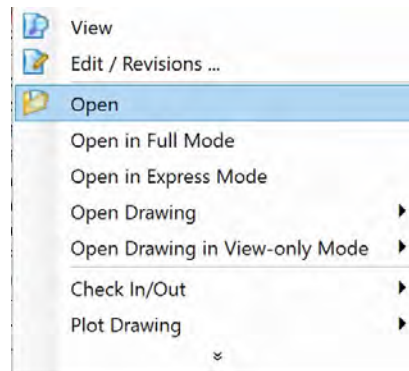 View
Edit / Revisions ...
Open
Open in Full Mode
Open in Express Mode
Open Drawing
Open Drawing in View-only Mode
Check In/Out
Plot Drawing